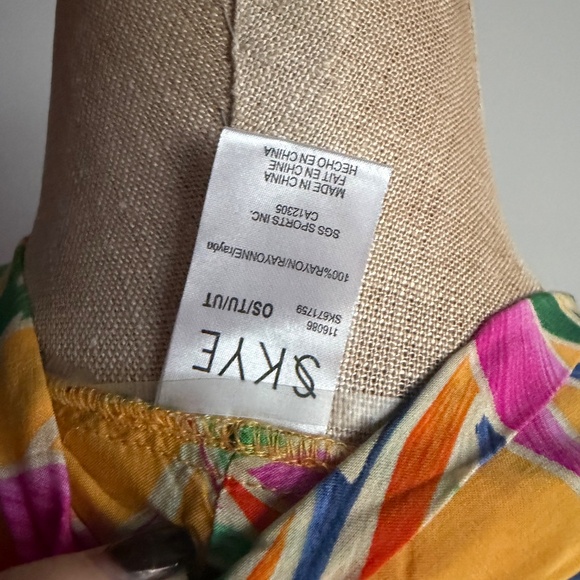 SKYE
OS/TU/UT
116086
SK671759
100%RAYON/RAYONNE/rayón
SGS SPORTS INC.
CA12305
MADE IN CHINA
FAIT EN CHINE
HECHO EN CHINA